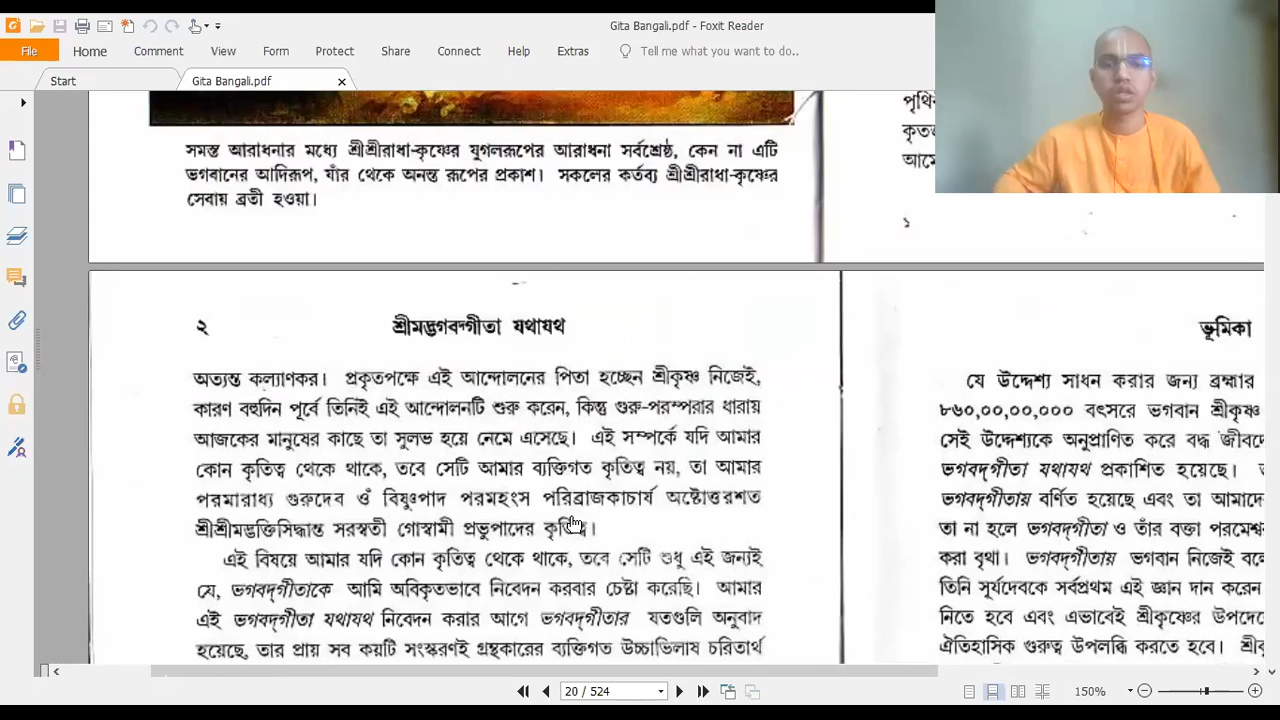 Gita Bangali.pdf - Foxit Reader
File Home Comment View Form Protect Share Connect Help Extras Tell me what you want to do..
Start Gita Bangali.pdf
সমস্ত আরাধনার মধ্যে শ্রীশ্রীরাধা-কৃষ্ণের যুগলরূপের আরাধনা সর্বশ্রেষ্ঠ, কেন না এটি
ভগবানের আদিরূপ, যাঁর থেকে অনন্ত রূপের প্রকাশ। সকলের কর্তব্য শ্রীশ্রীরাধা-কৃষ্ণের
সেবায় ব্রতী হওয়া।
পৃথি
কৃতজ
আমে
১
২ শ্রীমদ্ভগবদ্গীতা যথাযথ
অত্যন্ত কল্যাণকর। প্রকৃতপক্ষে এই আন্দোলনের পিতা হচ্ছেন শ্রীকৃষ্ণ নিজেই,
কারণ বহুদিন পূর্বে তিনিই এই আন্দোলনটি শুরু করেন, কিন্তু গুরু-পরম্পরার ধারায়
আজকের মানুষের কাছে তা সুলভ হয়ে নেমে এসেছে। এই সম্পর্কে যদি আমার
কোন কৃতিত্ব থেকে থাকে, তবে সেটি আমার ব্যক্তিগত কৃতিত্ব নয়, তা আমার
পরমারাধ্য গুরুদেব ওঁ বিষ্ণুপাদ পরমহংস পরিব্রাজকাচার্য অষ্টোত্তরশত
শ্রীশ্রীমদ্ভক্তিসিদ্ধান্ত সরস্বতী গোস্বামী প্রভুপাদের কৃতিত্ব।
এই বিষয়ে আমার যদি কোন কৃতিত্ব থেকে থাকে, তবে সেটি শুধু এই জন্যই
যে, ভগবদ্গীতাকে আমি অবিকৃতভাবে নিবেদন করবার চেষ্টা করেছি। আমার
এই ভগবদ্গীতা যথাযথ নিবেদন করার আগে ভগবদ্গীতার যতগুলি অনুবাদ
হয়েছে, তার প্রায় সব কয়টি সংস্করণই গ্রন্থকারের ব্যক্তিগত উচ্চাভিলাষ চরিতার্থ
ভূমিকা
যে উদ্দেশ্য সাধন করার জন্য ব্রহ্মার
৮৬০,০০,০০,০০০ বৎসরে ভগবান শ্রীকৃষ্ণ
সেই উদ্দেশ্যকে অনুপ্রাণিত করে বদ্ধ জীবদে
ভগবদ্গীতা যথাযথ প্রকাশিত হয়েছে।
ভগবদ্গীতায় বর্ণিত হয়েছে এবং তা আমাদে
তা না হলে ভগবদ্গীতা ও তাঁর বক্তা পরমেশ্ব
করা বৃথা। ভগবদ্গীতায় ভগবান নিজেই বলে
তিনি সূর্যদেবকে সর্বপ্রথম এই জ্ঞান দান করেন
নিতে হবে এবং এভাবেই শ্রীকৃষ্ণের উপদে
ঐতিহাসিক গুরুত্ব উপলব্ধি করতে হবে। শ্রীকৃ
20 / 524 150%